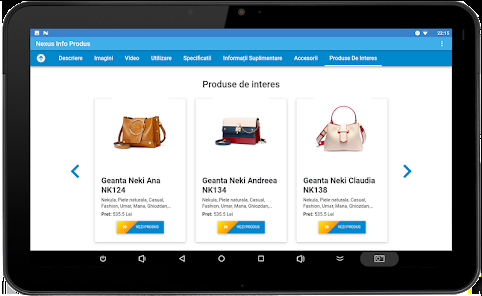 22:15
Nexus Info Produs
Descriere Imagini Video Utilizare Specificatii Informații Suplimentare Accesorii Produse De Interes
Produse de interes
Geanta Neki Ana
NK124
Nekula, Piele naturala, Casual,
Fashion, Umar, Mana, Ghiozdan,...
Pret: 535.5 Lei
VEZI PRODUS
Geanta Neki Andreea
NK134
Nekula, Piele naturala, Casual,
Fashion, Umar, Mana, Ghiozdan,...
Pret: 535.5 Lei
VEZI PRODUS
Geanta Neki Claudia
NK138
Nekula, Piele naturala, Casual,
Fashion, Umar, Mana, Ghiozdan,...
Pret: 535.5 Lei
VEZI PRODUS